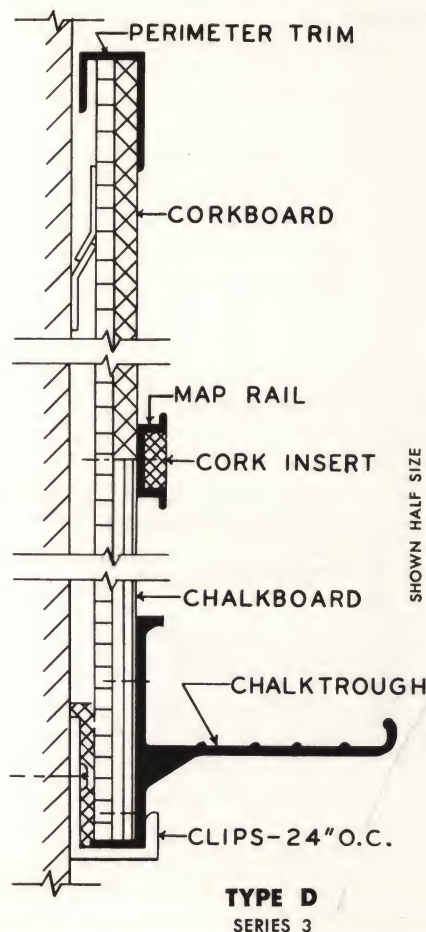 PERIMETER TRIM
CORKBOARD
MAP RAIL
CORK INSERT
SHOWN HALF SIZE
CHALKBOARD
CHALKTROUGH
CLIPS-24"O.C.
TYPE D
SERIES 3